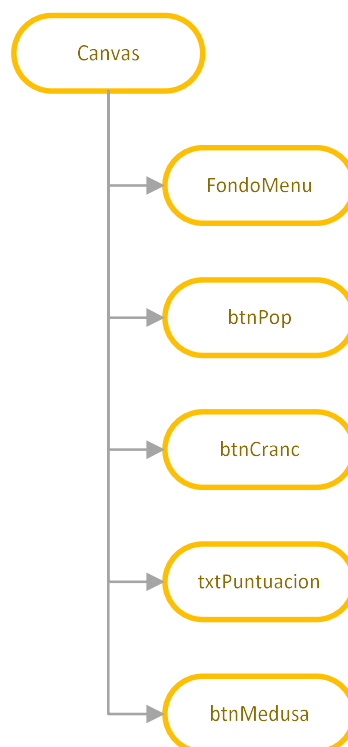 Canvas
FondoMenu
btnPop
btnCranc
txtPuntuacion
btnMedusa